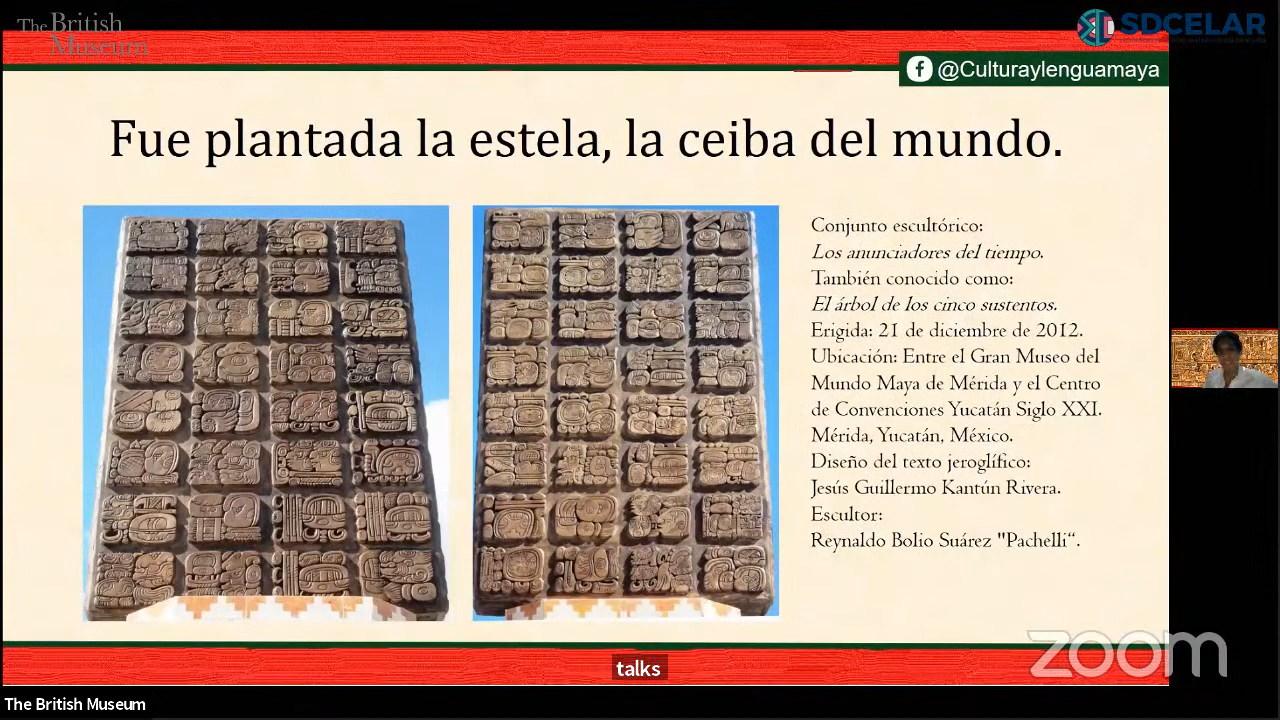 The British
Museum
SDCELAR
@Culturaylenguamaya
Fue plantada la estela, la ceiba del mundo.
Conjunto escultórico:
Los anunciadores del tiempo.
También conocido como:
El árbol de los cinco sustentos.
Erigida: 21 de diciembre de 2012.
Ubicación: Entre el Gran Museo del
Mundo Maya de Mérida y el Centro
de Convenciones Yucatán Siglo XXI.
Mérida, Yucatán, México.
Diseño del texto jeroglífico:
Jesús Guillermo Kantún Rivera.
Escultor:
Reynaldo Bolio Suárez "Pachelli“.
zoom
talks
The British Museum